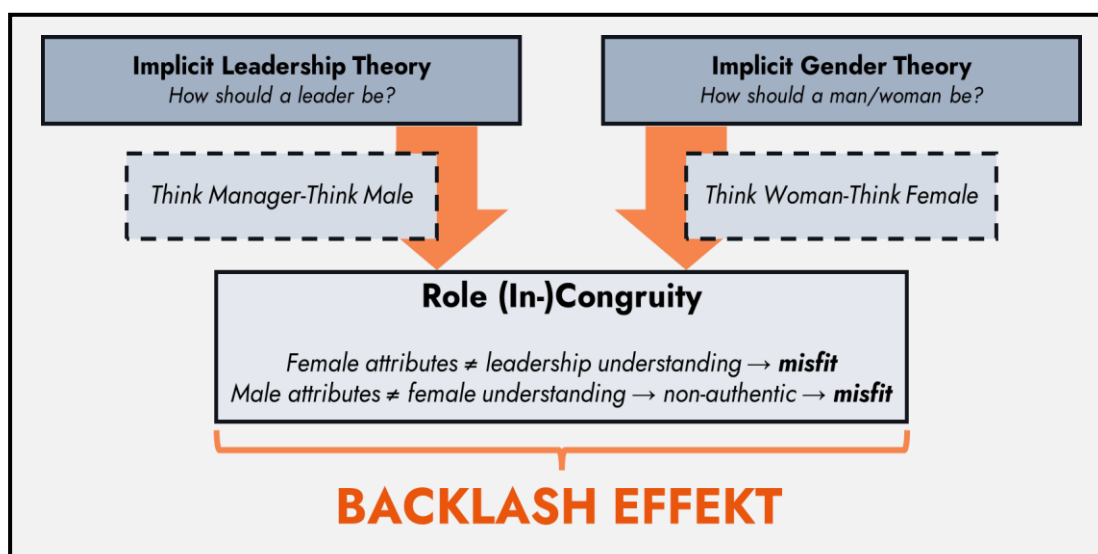 Implicit Leadership Theory
How should a leader be?
Implicit Gender Theory
How should a man/woman be?
Think Manager-Think Male
Think Woman-Think Female
Role (In-)Congruity
Female attributes ≠ leadership understanding → misfit
Male attributes ≠ female understanding → non-authentic → misfit
BACKLASH EFFEKT